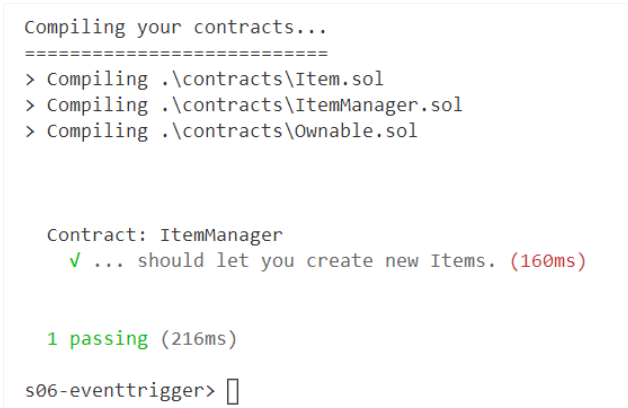 Compiling your contracts...
===========================
> Compiling .\contracts\Item.sol
> Compiling .\contracts\ItemManager.sol
> Compiling .\contracts\Ownable.sol
Contract: ItemManager
√ ... should let you create new Items. (160ms)
1 passing (216ms)
s06-eventtrigger>